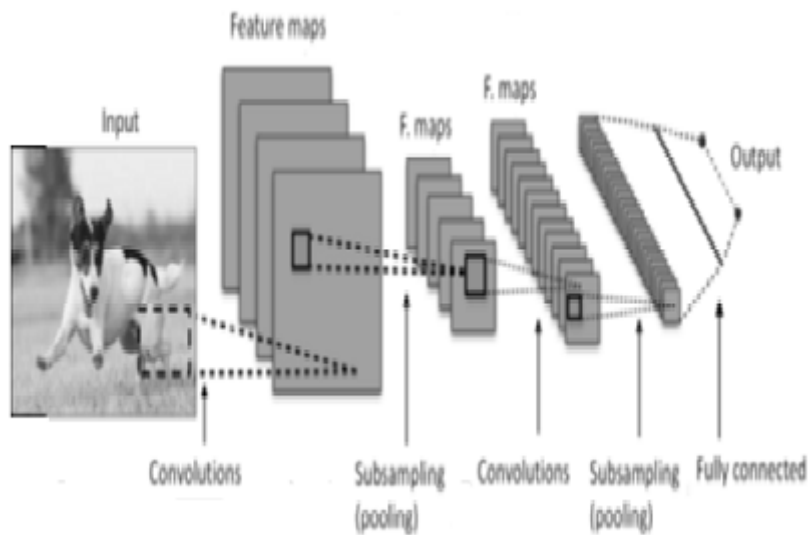 Feature maps
F. maps
Input
F. maps
Output
Convolutions
Subsampling
(pooling)
Convolutions
Subsampling
(pooling)
Fully connected